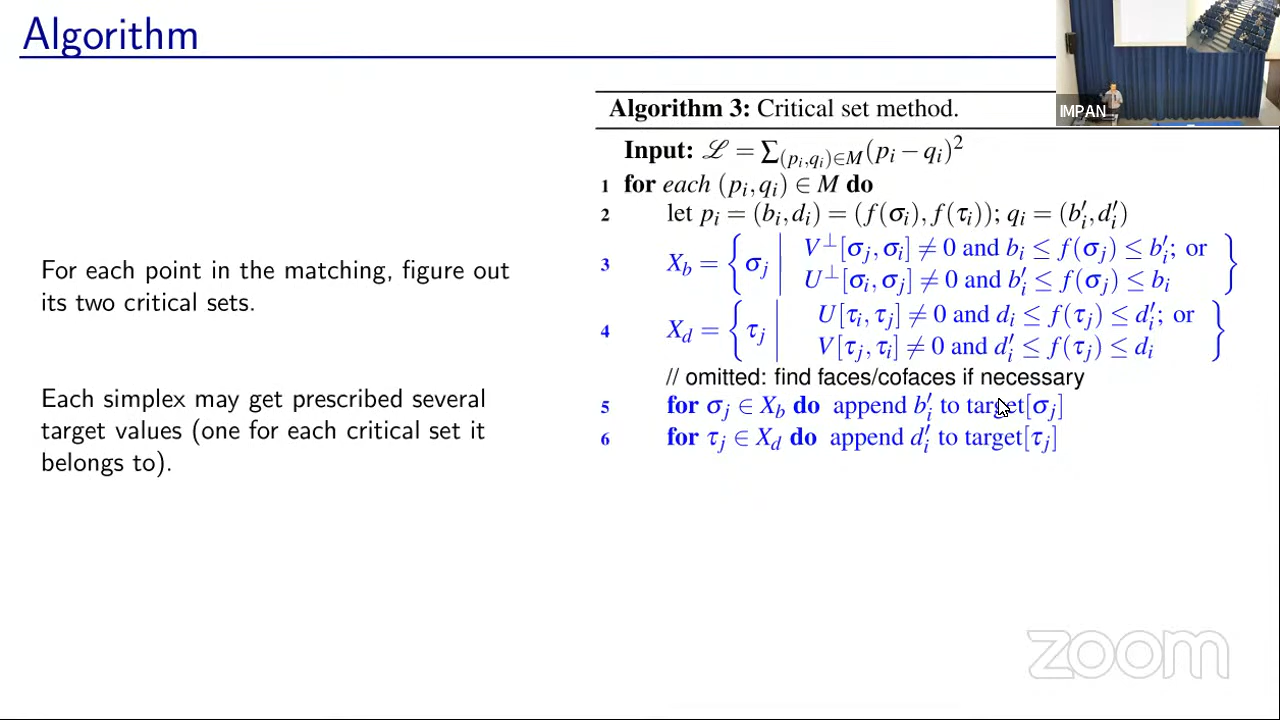 Algorithm
IMPAN
For each point in the matching, figure out
its two critical sets.
Each simplex may get prescribed several
target values (one for each critical set it
belongs to).
Algorithm 3: Critical set method.
Input: ℒ = ∑_{(p_i,q_i)∈M} (p_i − q_i)²
1 for each (p_i, q_i) ∈ M do
2 let p_i = (b_i, d_i) = (f(σ_i), f(τ_i)); q_i = (b′_i, d′_i)
3 X_b = { σ_j | V^⊥[σ_j, σ_i] ≠ 0 and b_i ≤ f(σ_j) ≤ b′_i; or
U^⊥[σ_i, σ_j] ≠ 0 and b′_i ≤ f(σ_j) ≤ b_i }
4 X_d = { τ_j | U[τ_i, τ_j] ≠ 0 and d_i ≤ f(τ_j) ≤ d′_i; or
V[τ_j, τ_i] ≠ 0 and d′_i ≤ f(τ_j) ≤ d_i }
// omitted: find faces/cofaces if necessary
5 for σ_j ∈ X_b do append b′_i to target[σ_j]
6 for τ_j ∈ X_d do append d′_i to target[τ_j]
zoom